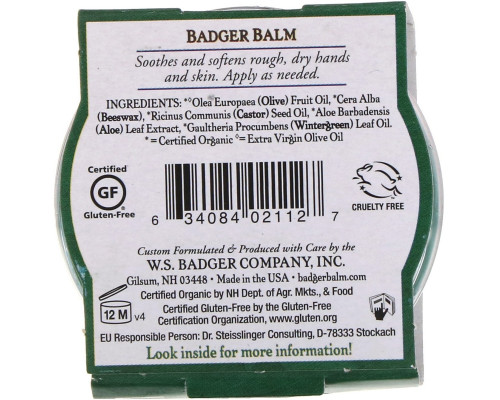 BADGER BALM
Soothes and softens rough, dry hands
and skin. Apply as needed.
INGREDIENTS: *°Olea Europaea (Olive) Fruit Oil, *Cera Alba
(Beeswax), *Ricinus Communis (Castor) Seed Oil, *Aloe Barbadensis
(Aloe) Leaf Extract, *Gaultheria Procumbens (Wintergreen) Leaf Oil.
* = Certified Organic °= Extra Virgin Olive Oil
Certified
GF
Gluten-Free
CRUELTY FREE
6 34084 02112 7
Custom Formulated & Produced with Care by the
W.S. BADGER COMPANY, INC.
Gilsum, NH 03448 • Made in the USA • badgerbalm.com
Certified Organic by NH Dept. of Agr. Mkts., & Food
Certified Gluten-Free by the Gluten-Free
Certification Organization, www.gluten.org
12 M v4
EU Responsible Person: Dr. Steisslinger Consulting, D-78333 Stockach
Look inside for more information!